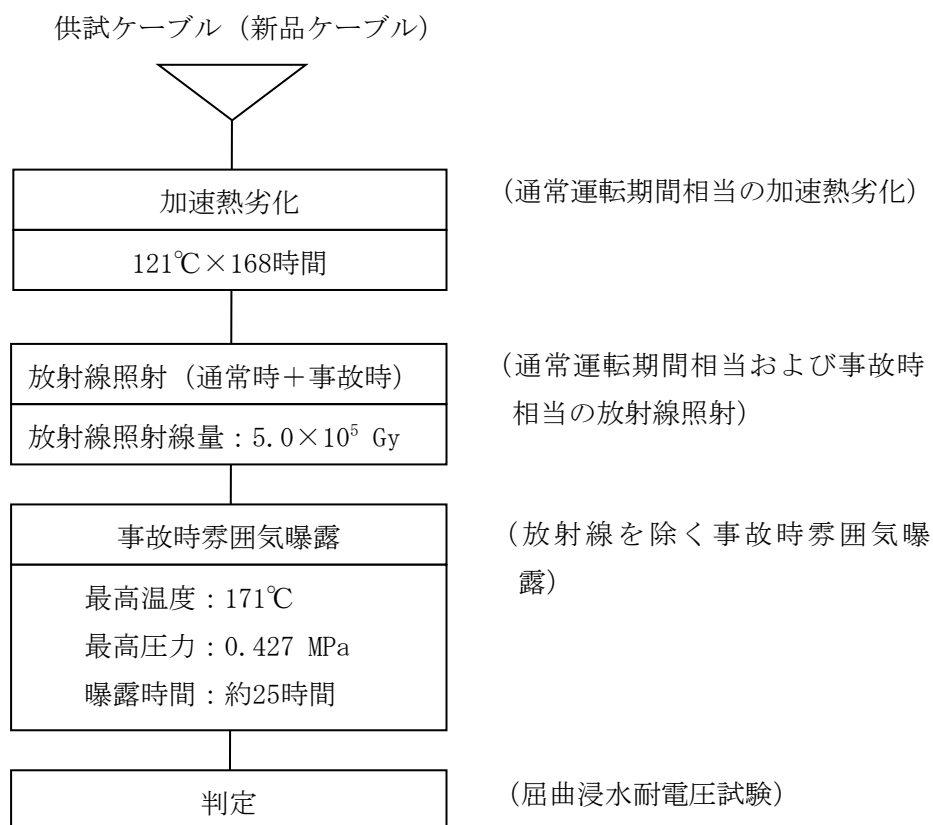 供試ケーブル（新品ケーブル）
加速熱劣化
（通常運転期間相当の加速熱劣化）
121℃×168時間
放射線照射（通常時＋事故時）
（通常運転期間相当および事故時
相当の放射線照射）
放射線照射線量：5.0×10⁵ Gy
事故時雰囲気曝露
（放射線を除く事故時雰囲気曝
露）
最高温度：171℃
最高圧力：0.427 MPa
曝露時間：約25時間
判定
（屈曲浸水耐電圧試験）